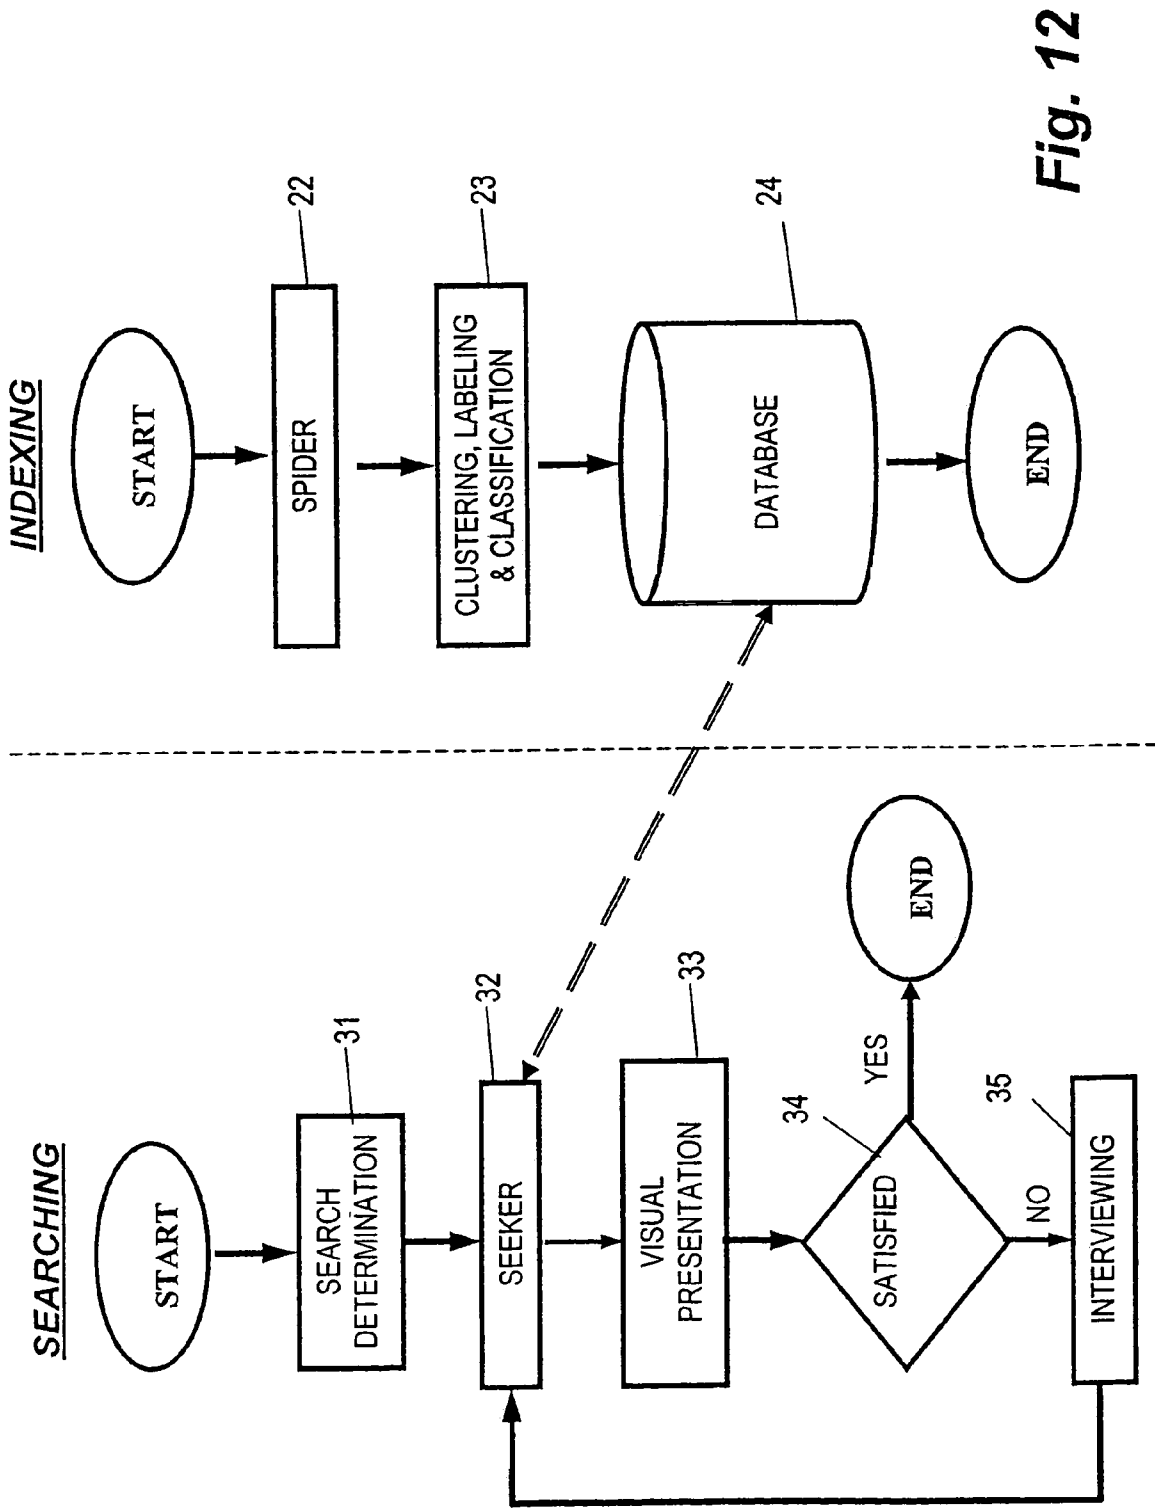 SEARCHING
START
SEARCH
DETERMINATION
31
SEEKER
32
VISUAL
PRESENTATION
33
SATISFIED
34
YES
END
NO
INTERVIEWING
35
INDEXING
START
SPIDER
22
CLUSTERING, LABELING
& CLASSIFICATION
23
DATABASE
24
END
Fig. 12